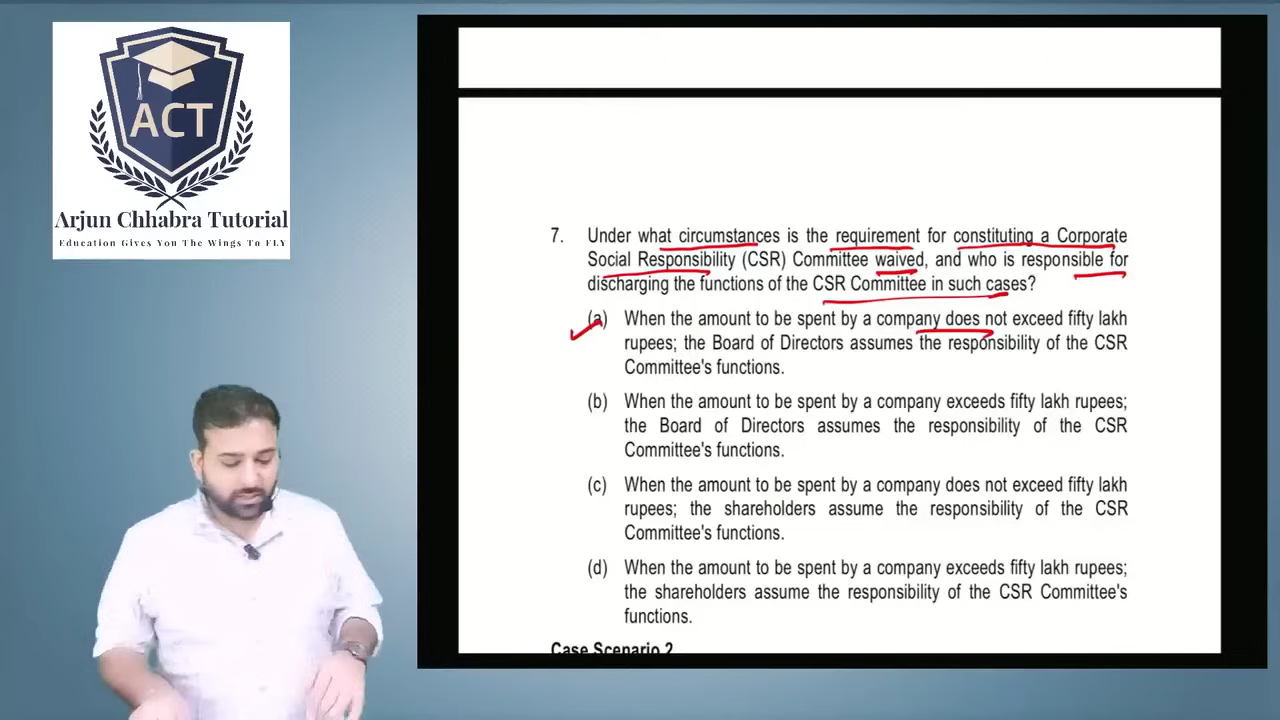 ACT
Arjun Chhabra Tutorial
Education Gives You The Wings To FLY
7. Under what circumstances is the requirement for constituting a Corporate
Social Responsibility (CSR) Committee waived, and who is responsible for
discharging the functions of the CSR Committee in such cases?
(a) When the amount to be spent by a company does not exceed fifty lakh
rupees; the Board of Directors assumes the responsibility of the CSR
Committee's functions.
(b) When the amount to be spent by a company exceeds fifty lakh rupees;
the Board of Directors assumes the responsibility of the CSR
Committee's functions.
(c) When the amount to be spent by a company does not exceed fifty lakh
rupees; the shareholders assume the responsibility of the CSR
Committee's functions.
(d) When the amount to be spent by a company exceeds fifty lakh rupees;
the shareholders assume the responsibility of the CSR Committee's
functions.
Case Scenario 2